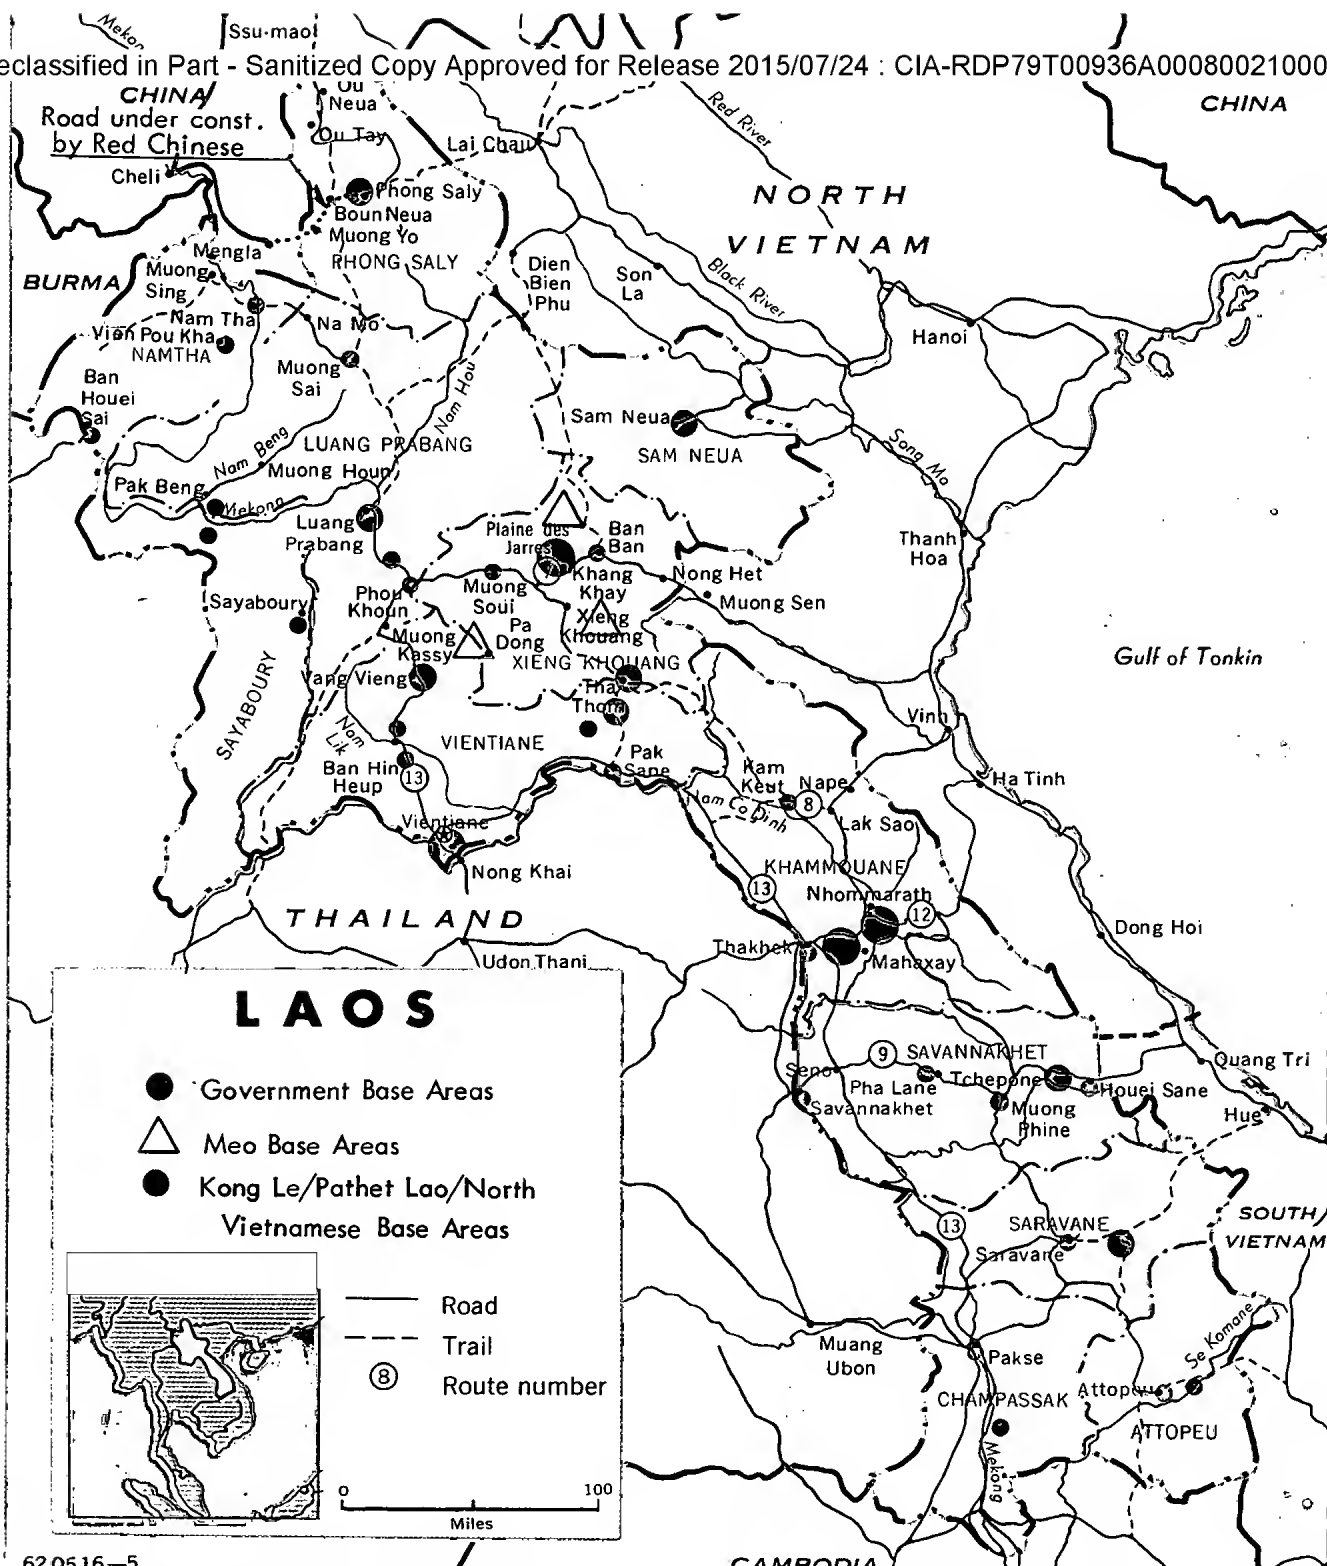 Mekon
Ssu-mao
eclassified in Part - Sanitized Copy Approved for Release 2015/07/24 : CIA-RDP79T00936A00080021000
CHINA
Road under const.
by Red Chinese
Cheli
Ou
Neua
Ou Tay
Lai Chau
Red River
CHINA
Phong Saly
Boun Neua
Muong Yo
PHONG SALY
NORTH
VIETNAM
Mengla
BURMA
Muong
Sing
Nam Tha
Vien Pou Kha
NAMTHA
Na Mo
Dien
Bien
Phu
Son
La
Black River
Hanoi
Muong
Sai
Ban
Houei
Sai
Nam Hou
Sam Neua
SAM NEUA
Nam Beng
LUANG PRABANG
Muong Houn
Pak Beng
Mekong
Song Ma
Luang
Prabang
Plaine des
Jarres
Ban
Ban
7
Thanh
Hoa
Khang
Khay
Nong Het
Muong Sen
Phou
Khoun
Muong
Soui
Sayaboury
Pa
Dong
Xieng
Khouang
Muong
Kassy
XIENG KHOUANG
Vang Vieng
Tha
Thom
Gulf of Tonkin
SAYABOURY
Nam
Lik
VIENTIANE
Vinh
Pak
Sane
Ban Hin
Heup
13
Kam
Keut
Nape
8
Ha Tinh
Nam Ca Dinh
Lak Sao
Vientiane
Nong Khai
KHAMMOUANE
13
Nhommarath
12
THAILAND
Thakhek
Mahaxay
Dong Hoi
Udon Thani
LAOS
Government Base Areas
Meo Base Areas
Kong Le/Pathet Lao/North
Vietnamese Base Areas
Road
Trail
8
Route number
0
100
Miles
9
SAVANNAKHET
Seno
Pha Lane
Tchepone
Houei Sane
Quang Tri
Savannakhet
Muong
Phine
Hue
13
SARAVANE
Saravane
SOUTH
VIETNAM
Muang
Ubon
Pakse
Se Komane
CHAMPASSAK
Attopeu
ATTOPEU
Mekong
620516-5
CAMBODIA